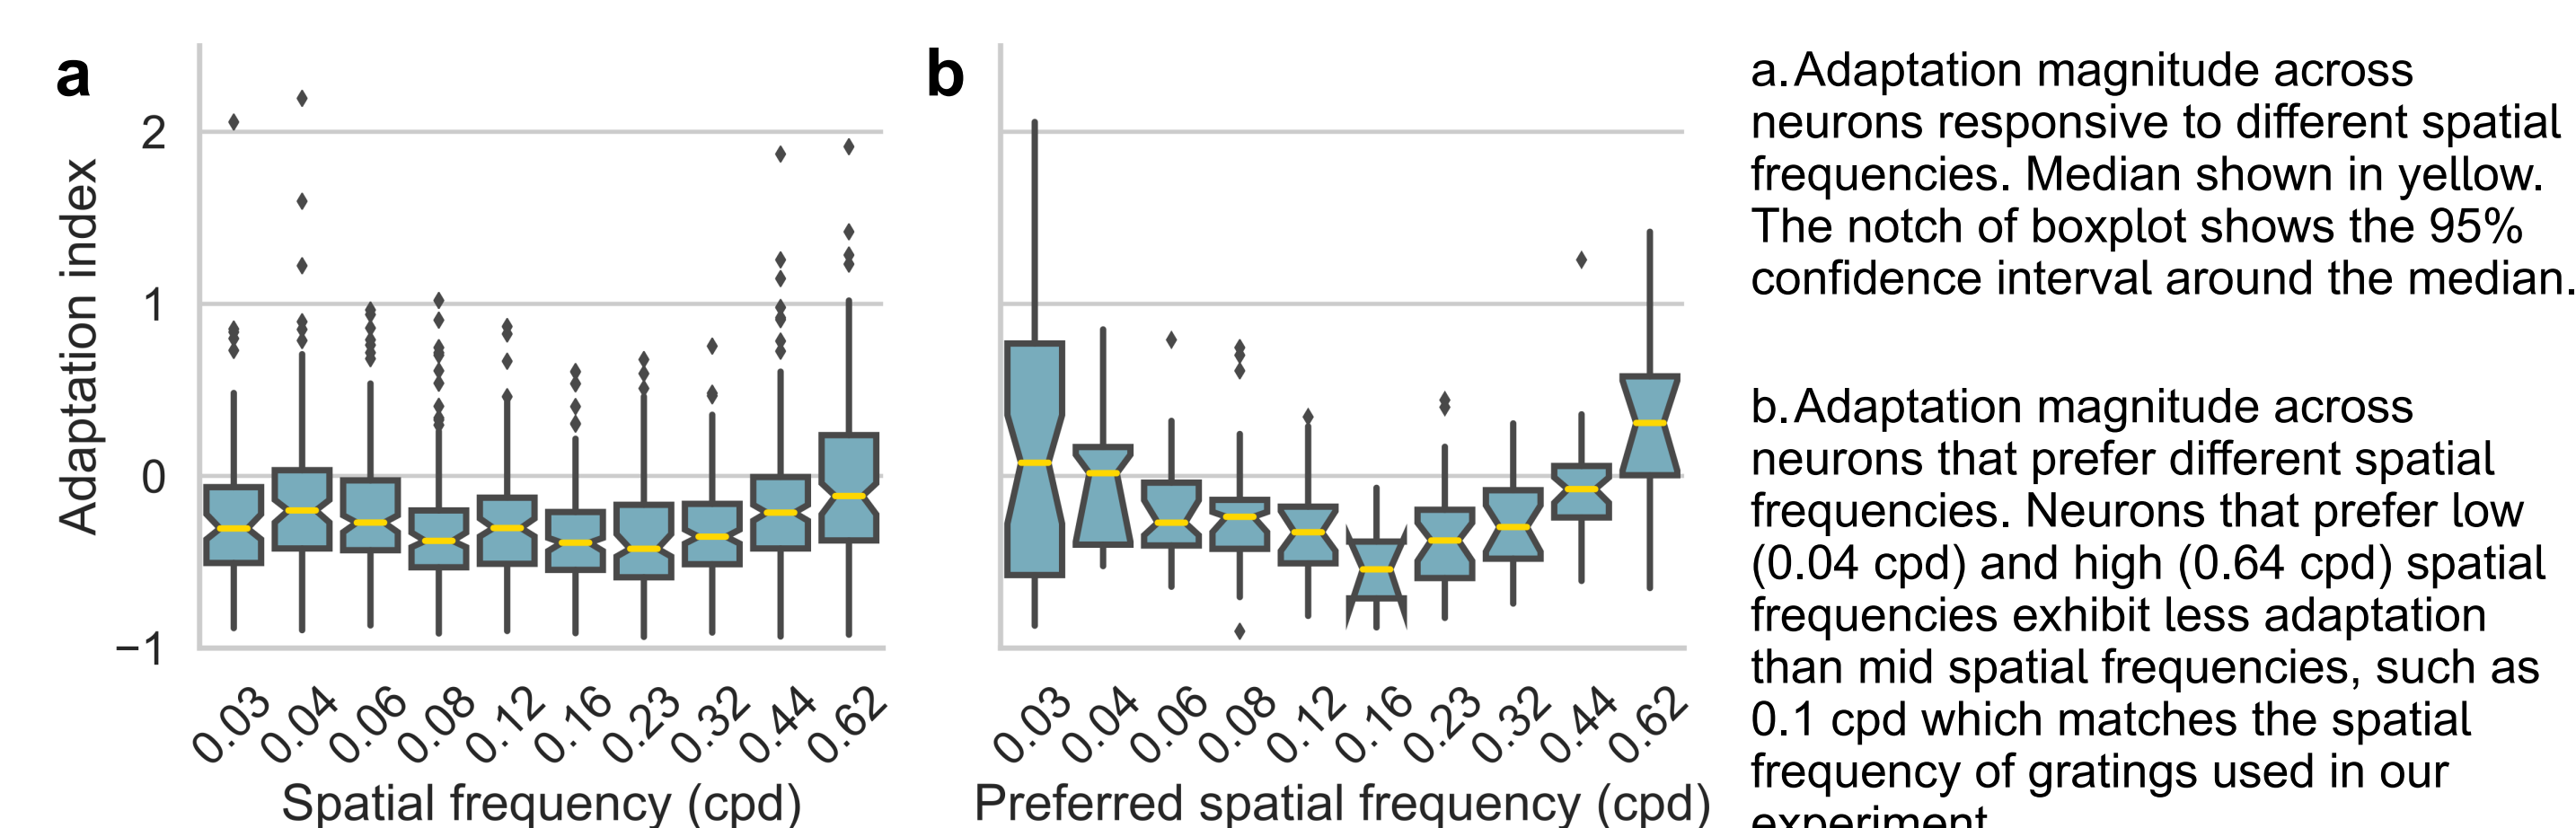 a
b
2
1
0
−1
Adaptation index
0.03 0.04 0.06 0.08 0.12 0.16 0.23 0.32 0.44 0.62
Spatial frequency (cpd)
0.03 0.04 0.06 0.08 0.12 0.16 0.23 0.32 0.44 0.62
Preferred spatial frequency (cpd)
a. Adaptation magnitude across
neurons responsive to different spatial
frequencies. Median shown in yellow.
The notch of boxplot shows the 95%
confidence interval around the median.
b. Adaptation magnitude across
neurons that prefer different spatial
frequencies. Neurons that prefer low
(0.04 cpd) and high (0.64 cpd) spatial
frequencies exhibit less adaptation
than mid spatial frequencies, such as
0.1 cpd which matches the spatial
frequency of gratings used in our
experiment